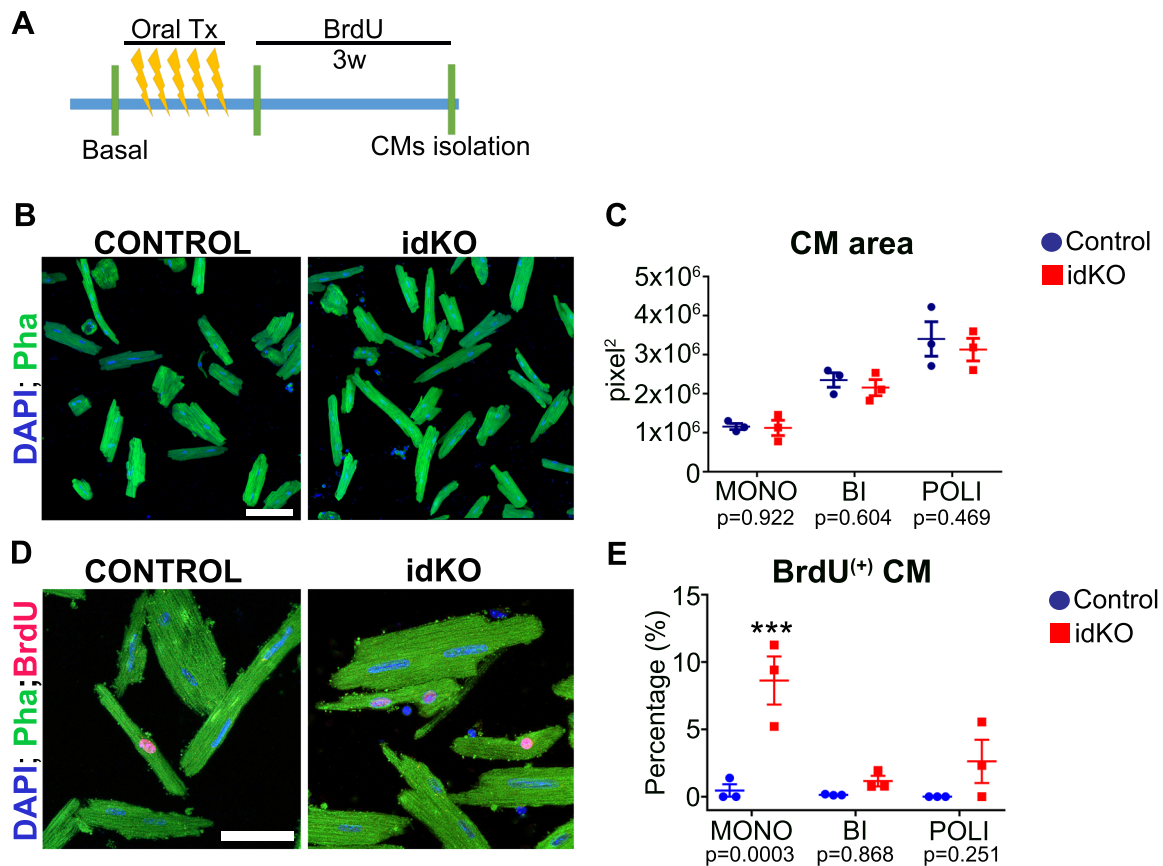 A
Oral Tx
BrdU
3w
Basal
CMs isolation
B
CONTROL
idKO
DAPI; Pha
C
CM area
Control
idKO
pixel²
5x10⁶
4x10⁶
3x10⁶
2x10⁶
1x10⁶
0
MONO
BI
POLI
p=0.922
p=0.604
p=0.469
D
CONTROL
idKO
DAPI; Pha;BrdU
E
BrdU⁽⁺⁾ CM
Control
idKO
Percentage (%)
15
10
5
0
***
MONO
BI
POLI
p=0.0003
p=0.868
p=0.251